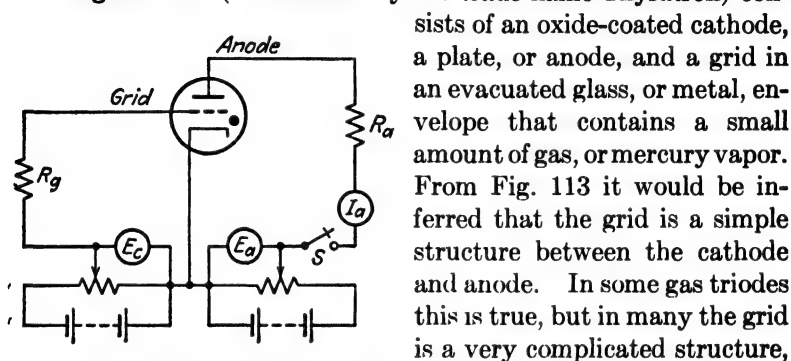 sists of an oxide-coated cathode,
a plate, or anode, and a grid in
an evacuated glass, or metal, en-
velope that contains a small
amount of gas, or mercury vapor.
From Fig. 113 it would be in-
ferred that the grid is a simple
structure between the cathode
and anode. In some gas triodes
this is true, but in many the grid
is a very complicated structure,
Anode
Grid
Ra
Rg
Ia
Ec
Ea
S